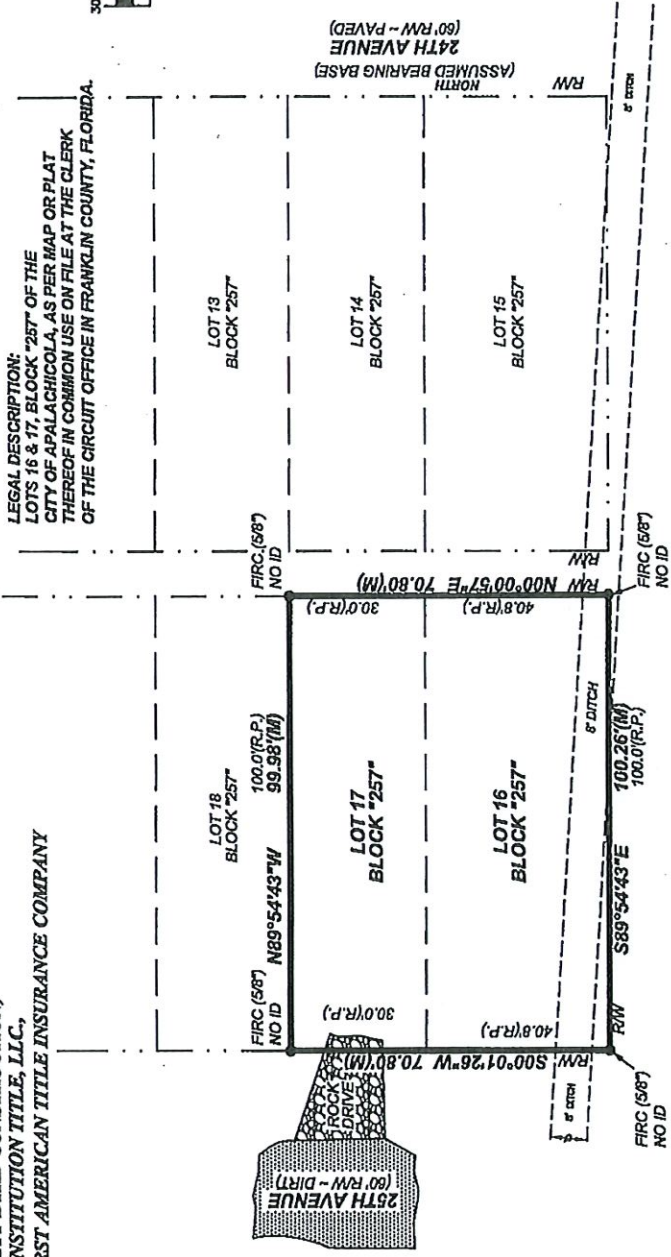 NSTITUTION TITLE, LLC.,
RST AMERICAN TITLE INSURANCE COMPANY
LEGAL DESCRIPTION:
LOTS 16 & 17, BLOCK "257" OF THE
CITY OF APALACHICOLA, AS PER MAP OR PLAT
THEREOF IN COMMON USE ON FILE AT THE CLERK
OF THE CIRCUIT OFFICE IN FRANKLIN COUNTY, FLORIDA.
30
LOT 18
BLOCK "257"
LOT 13
BLOCK "257"
FIRC (5/8")
NO ID
N89°54'43"W
100.0'(R.P.)
99.98'(M)
FIRC (5/8")
NO ID
25TH AVENUE
(60' R/W ~ DIRT)
ROCK
DRIVE
R/W
S00°01'26"W 70.80'(M)
30.0'(R.P.)
40.8'(R.P.)
LOT 17
BLOCK "257"
LOT 16
BLOCK "257"
30.0'(R.P.)
40.8'(R.P.)
R/W N00°00'57"E 70.80'(M)
R/W
LOT 14
BLOCK "257"
LOT 15
BLOCK "257"
NORTH
(ASSUMED BEARING BASE)
24TH AVENUE
(60' R/W ~ PAVED)
R/W
8' DITCH
8' DITCH
8' DITCH
R/W
S89°54'43"E
100.26'(M)
100.0'(R.P.)
FIRC (5/8")
NO ID
FIRC (5/8")
NO ID